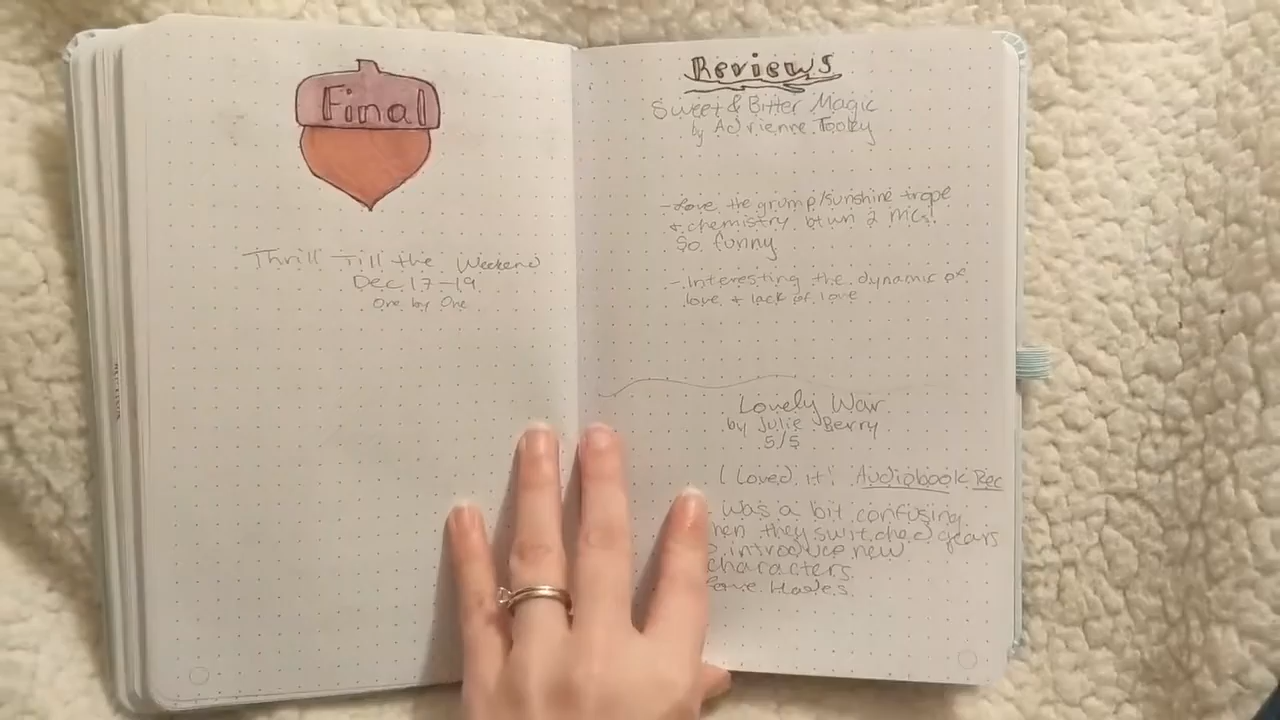 Final
Thrill Till the Weekend
Dec 17-19
One by One
Reviews
Sweet & Bitter Magic
by Adrienne Tooley
- Love the grump/sunshine trope
& chemistry btwn 2 MCs!
So funny
- Interesting the dynamic of
love + lack of love
Lovely War
by Julie Berry
5/5
I loved it! Audiobook Rec
was a bit confusing
they switched gears
introduce new
characters.
Hades.